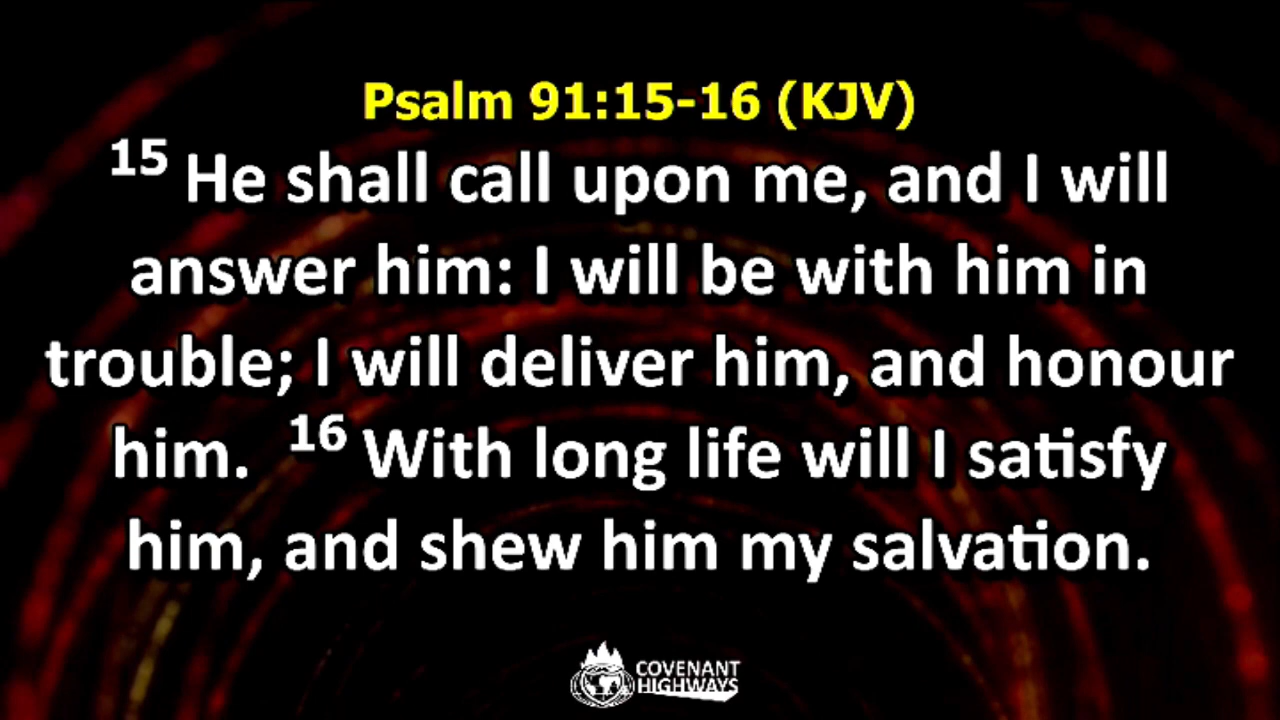 Psalm 91:15-16 (KJV)
15 He shall call upon me, and I will
answer him: I will be with him in
trouble; I will deliver him, and honour
him. 16 With long life will I satisfy
him, and shew him my salvation.
COVENANT
HIGHWAYS